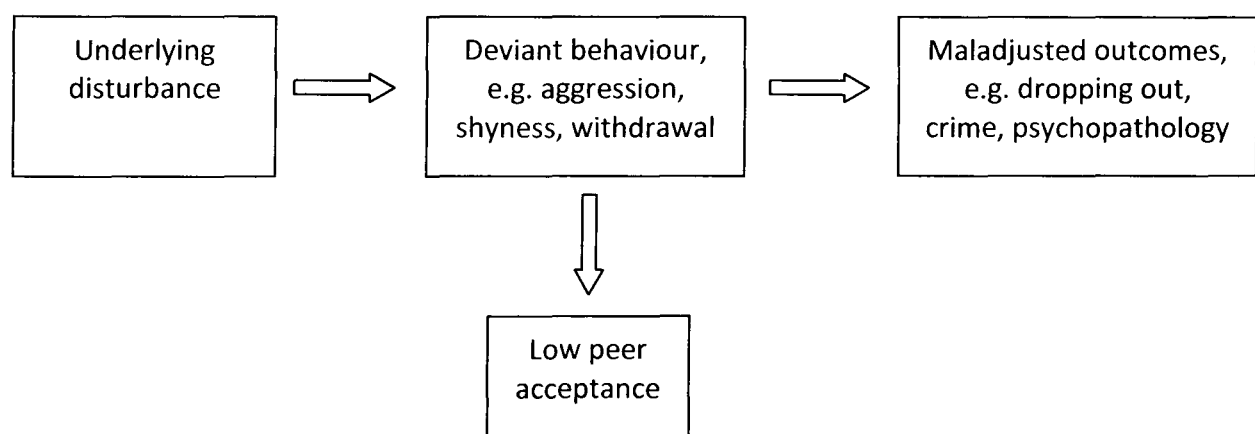 Underlying
disturbance
Deviant behaviour,
e.g. aggression,
shyness, withdrawal
Maladjusted outcomes,
e.g. dropping out,
crime, psychopathology
Low peer
acceptance